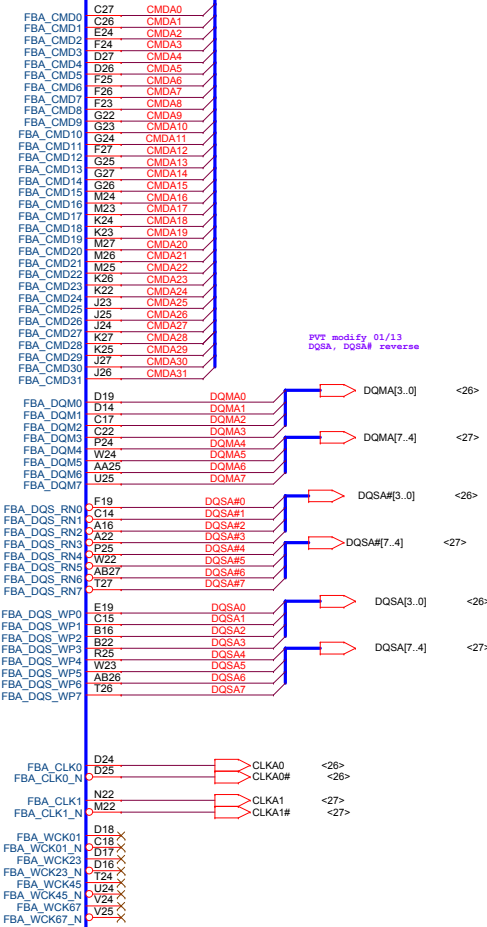 FBA_CMD0 C27 CMDA0
FBA_CMD1 C26 CMDA1
FBA_CMD2 E24 CMDA2
FBA_CMD3 F24 CMDA3
FBA_CMD4 D27 CMDA4
FBA_CMD5 D26 CMDA5
FBA_CMD6 F25 CMDA6
FBA_CMD7 F26 CMDA7
FBA_CMD8 F23 CMDA8
FBA_CMD9 G22 CMDA9
FBA_CMD10 G23 CMDA10
FBA_CMD11 G24 CMDA11
FBA_CMD12 F27 CMDA12
FBA_CMD13 G25 CMDA13
FBA_CMD14 G27 CMDA14
FBA_CMD15 G26 CMDA15
FBA_CMD16 M24 CMDA16
FBA_CMD17 M23 CMDA17
FBA_CMD18 K24 CMDA18
FBA_CMD19 K23 CMDA19
FBA_CMD20 M27 CMDA20
FBA_CMD21 M26 CMDA21
FBA_CMD22 M25 CMDA22
FBA_CMD23 K26 CMDA23
FBA_CMD24 K22 CMDA24
FBA_CMD25 J23 CMDA25
FBA_CMD26 J25 CMDA26
FBA_CMD27 J24 CMDA27
FBA_CMD28 K27 CMDA28
FBA_CMD29 K25 CMDA29
FBA_CMD30 J27 CMDA30
FBA_CMD31 J26 CMDA31
PVT modify 01/13
DQSA, DQSA# reverse
FBA_DQM0 D19 DQMA0 DQMA[3..0] <26>
FBA_DQM1 D14 DQMA1
FBA_DQM2 C17 DQMA2
FBA_DQM3 C22 DQMA3
FBA_DQM4 P24 DQMA4 DQMA[7..4] <27>
FBA_DQM5 W24 DQMA5
FBA_DQM6 AA25 DQMA6
FBA_DQM7 U25 DQMA7
FBA_DQS_RN0 F19 DQSA#0 DQSA#[3..0] <26>
FBA_DQS_RN1 C14 DQSA#1
FBA_DQS_RN2 A16 DQSA#2
FBA_DQS_RN3 A22 DQSA#3
FBA_DQS_RN4 P25 DQSA#4 DQSA#[7..4] <27>
FBA_DQS_RN5 W22 DQSA#5
FBA_DQS_RN6 AB27 DQSA#6
FBA_DQS_RN7 T27 DQSA#7
FBA_DQS_WP0 E19 DQSA0 DQSA[3..0] <26>
FBA_DQS_WP1 C15 DQSA1
FBA_DQS_WP2 B16 DQSA2
FBA_DQS_WP3 B22 DQSA3
FBA_DQS_WP4 R25 DQSA4 DQSA[7..4] <27>
FBA_DQS_WP5 W23 DQSA5
FBA_DQS_WP6 AB26 DQSA6
FBA_DQS_WP7 T26 DQSA7
FBA_CLK0 D24 CLKA0 <26>
FBA_CLK0_N D25 CLKA0# <26>
FBA_CLK1 N22 CLKA1 <27>
FBA_CLK1_N M22 CLKA1# <27>
FBA_WCK01 D18
FBA_WCK01_N C18
FBA_WCK23 D17
FBA_WCK23_N D16
FBA_WCK45 T24
FBA_WCK45_N U24
FBA_WCK67 V24
FBA_WCK67_N V25